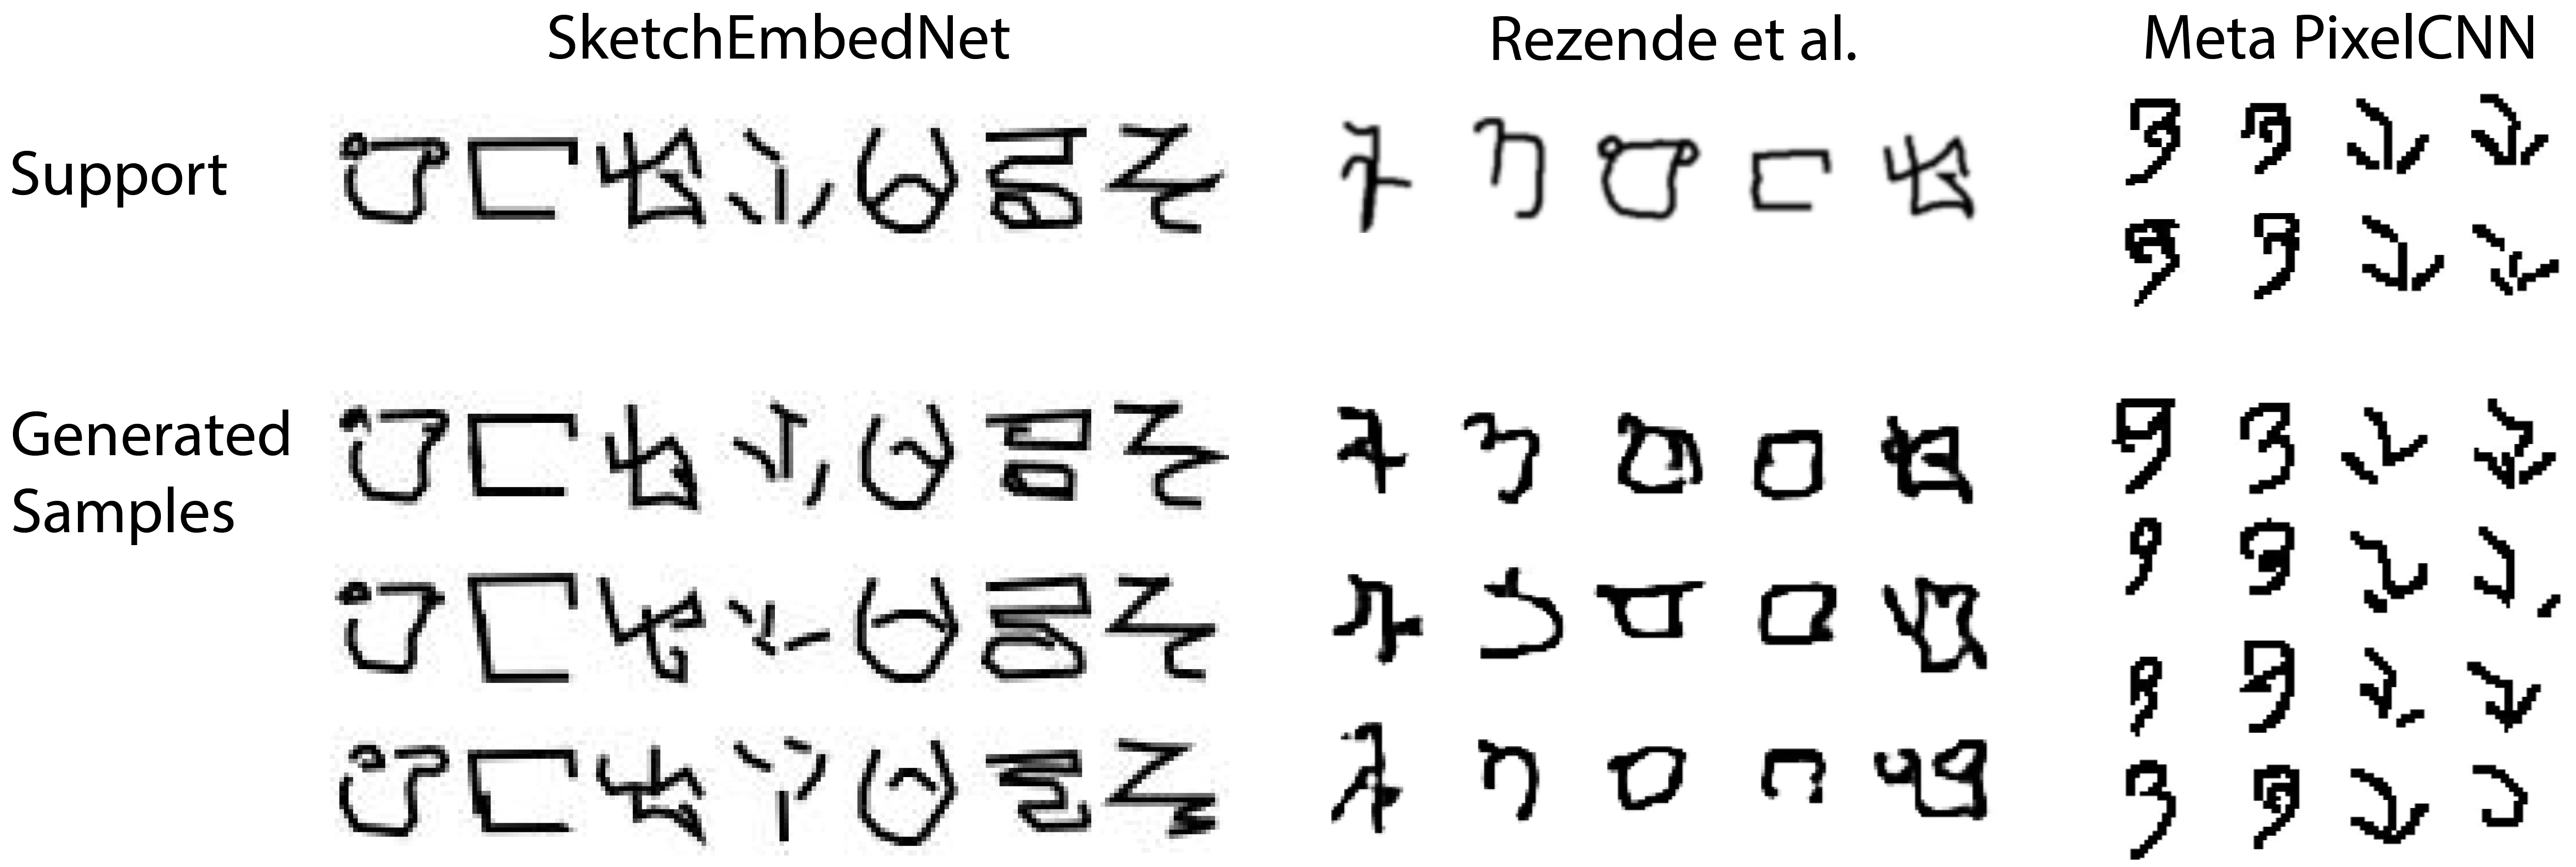 SketchEmbedNet
Rezende et al.
Meta PixelCNN
Support
Generated
Samples